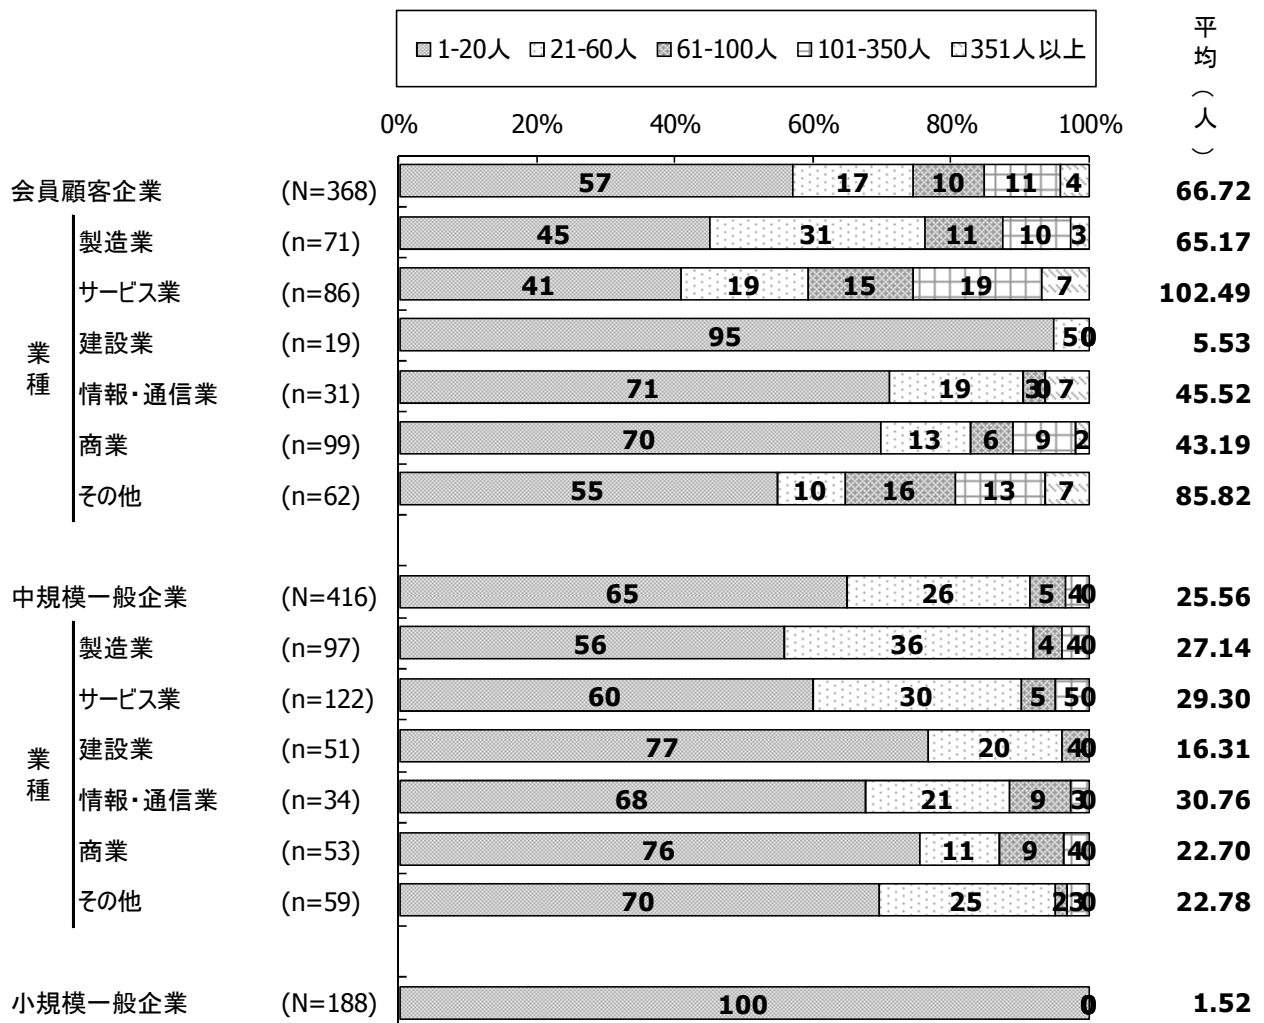 1-20人 21-60人 61-100人 101-350人 351人以上
平均(人)
0% 20% 40% 60% 80% 100%
会員顧客企業 (N=368) 57 17 10 11 4 66.72
業種
製造業 (n=71) 45 31 11 10 3 65.17
サービス業 (n=86) 41 19 15 19 7 102.49
建設業 (n=19) 95 5 0 5.53
情報・通信業 (n=31) 71 19 3 0 7 45.52
商業 (n=99) 70 13 6 9 2 43.19
その他 (n=62) 55 10 16 13 7 85.82
中規模一般企業 (N=416) 65 26 5 4 0 25.56
業種
製造業 (n=97) 56 36 4 4 0 27.14
サービス業 (n=122) 60 30 5 5 0 29.30
建設業 (n=51) 77 20 4 0 16.31
情報・通信業 (n=34) 68 21 9 3 0 30.76
商業 (n=53) 76 11 9 4 0 22.70
その他 (n=59) 70 25 2 3 0 22.78
小規模一般企業 (N=188) 100 0 1.52